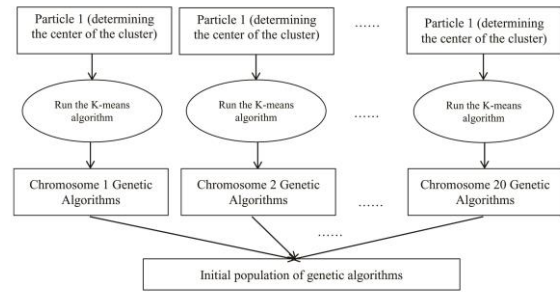 Particle 1 (determining
the center of the cluster)
Particle 1 (determining
the center of the cluster)
......
Particle 1 (determining
the center of the cluster)
Run the K-means
algorithm
Run the K-means
algorithm
......
Run the K-means
algorithm
Chromosome 1 Genetic
Algorithms
Chromosome 2 Genetic
Algorithms
......
Chromosome 20 Genetic
Algorithms
......
Initial population of genetic algorithms